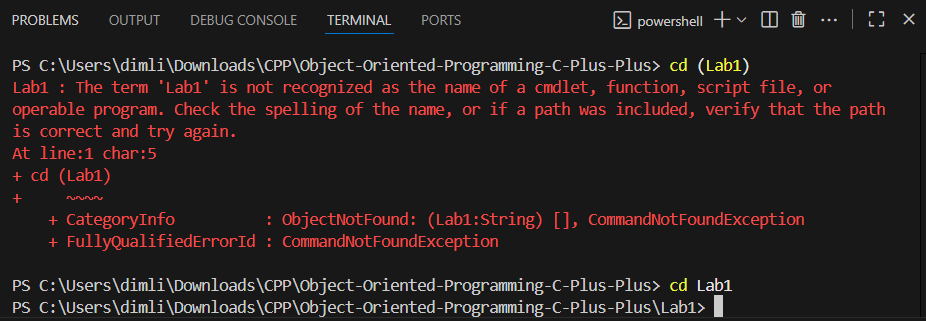 PROBLEMS OUTPUT DEBUG CONSOLE TERMINAL PORTS powershell
PS C:\Users\dimli\Downloads\CPP\Object-Oriented-Programming-C-Plus-Plus> cd (Lab1)
Lab1 : The term 'Lab1' is not recognized as the name of a cmdlet, function, script file, or
operable program. Check the spelling of the name, or if a path was included, verify that the path
is correct and try again.
At line:1 char:5
+ cd (Lab1)
+     ~~~~
    + CategoryInfo          : ObjectNotFound: (Lab1:String) [], CommandNotFoundException
    + FullyQualifiedErrorId : CommandNotFoundException
PS C:\Users\dimli\Downloads\CPP\Object-Oriented-Programming-C-Plus-Plus> cd Lab1
PS C:\Users\dimli\Downloads\CPP\Object-Oriented-Programming-C-Plus-Plus\Lab1>